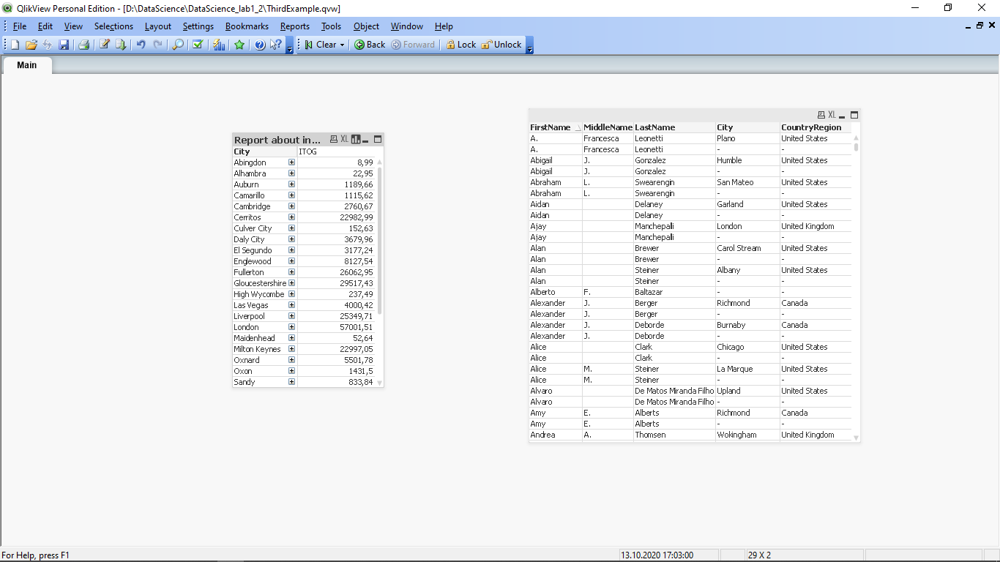 QlikView Personal Edition - [D:\DataScience\DataScience_lab1_2\ThirdExample.qvw]
File Edit View Selections Layout Settings Bookmarks Reports Tools Object Window Help
Clear Back Forward Lock Unlock
Main
Report about in... XL
City ITOG
Abingdon 8,99
Alhambra 22,95
Auburn 1189,66
Camarillo 1115,62
Cambridge 2760,67
Cerritos 22982,99
Culver City 152,63
Daly City 3679,96
El Segundo 3177,24
Englewood 8127,54
Fullerton 26062,95
Gloucestershire 29517,43
High Wycombe 237,49
Las Vegas 4000,42
Liverpool 25349,71
London 57001,51
Maidenhead 52,64
Milton Keynes 22997,05
Oxnard 5501,78
Oxon 1431,5
Sandy 833,84
XL
FirstName MiddleName LastName City CountryRegion
A. Francesca Leonetti Plano United States
A. Francesca Leonetti - -
Abigail J. Gonzalez Humble United States
Abigail J. Gonzalez - -
Abraham L. Swearengin San Mateo United States
Abraham L. Swearengin - -
Aidan Delaney Garland United States
Aidan Delaney - -
Ajay Manchepalli London United Kingdom
Ajay Manchepalli - -
Alan Brewer Carol Stream United States
Alan Brewer - -
Alan Steiner Albany United States
Alan Steiner - -
Alberto F. Baltazar - -
Alexander J. Berger Richmond Canada
Alexander J. Berger - -
Alexander J. Deborde Burnaby Canada
Alexander J. Deborde - -
Alice Clark Chicago United States
Alice Clark - -
Alice M. Steiner La Marque United States
Alice M. Steiner - -
Alvaro De Matos Miranda Filho Upland United States
Alvaro De Matos Miranda Filho - -
Amy E. Alberts Richmond Canada
Amy E. Alberts - -
Andrea A. Thomsen Wokingham United Kingdom
For Help, press F1
13.10.2020 17:03:00
29 X 2